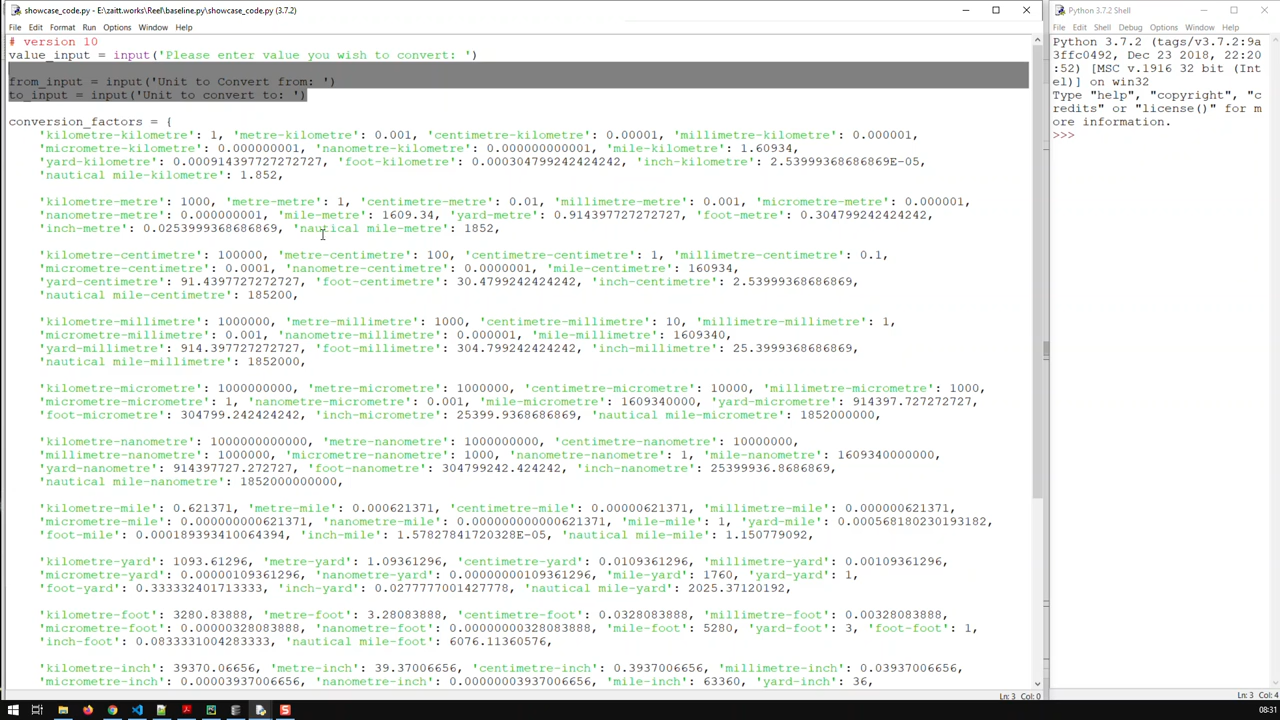 showcase_code.py - E:\zaitt.works\Reel\baseline.py\showcase_code.py (3.7.2)
File Edit Format Run Options Window Help
# version 10
value_input = input('Please enter value you wish to convert: ')
from_input = input('Unit to Convert from: ')
to_input = input('Unit to convert to: ')
conversion_factors = {
'kilometre-kilometre': 1, 'metre-kilometre': 0.001, 'centimetre-kilometre': 0.00001, 'millimetre-kilometre': 0.000001,
'micrometre-kilometre': 0.000000001, 'nanometre-kilometre': 0.000000000001, 'mile-kilometre': 1.60934,
'yard-kilometre': 0.000914397727272727, 'foot-kilometre': 0.000304799242424242, 'inch-kilometre': 2.53999368686869E-05,
'nautical mile-kilometre': 1.852,
'kilometre-metre': 1000, 'metre-metre': 1, 'centimetre-metre': 0.01, 'millimetre-metre': 0.001, 'micrometre-metre': 0.000001,
'nanometre-metre': 0.000000001, 'mile-metre': 1609.34, 'yard-metre': 0.914397727272727, 'foot-metre': 0.304799242424242,
'inch-metre': 0.0253999368686869, 'nautical mile-metre': 1852,
'kilometre-centimetre': 100000, 'metre-centimetre': 100, 'centimetre-centimetre': 1, 'millimetre-centimetre': 0.1,
'micrometre-centimetre': 0.0001, 'nanometre-centimetre': 0.0000001, 'mile-centimetre': 160934,
'yard-centimetre': 91.4397727272727, 'foot-centimetre': 30.4799242424242, 'inch-centimetre': 2.53999368686869,
'nautical mile-centimetre': 185200,
'kilometre-millimetre': 1000000, 'metre-millimetre': 1000, 'centimetre-millimetre': 10, 'millimetre-millimetre': 1,
'micrometre-millimetre': 0.001, 'nanometre-millimetre': 0.000001, 'mile-millimetre': 1609340,
'yard-millimetre': 914.397727272727, 'foot-millimetre': 304.799242424242, 'inch-millimetre': 25.3999368686869,
'nautical mile-millimetre': 1852000,
'kilometre-micrometre': 1000000000, 'metre-micrometre': 1000000, 'centimetre-micrometre': 10000, 'millimetre-micrometre': 1000,
'micrometre-micrometre': 1, 'nanometre-micrometre': 0.001, 'mile-micrometre': 1609340000, 'yard-micrometre': 914397.727272727,
'foot-micrometre': 304799.242424242, 'inch-micrometre': 25399.9368686869, 'nautical mile-micrometre': 1852000000,
'kilometre-nanometre': 1000000000000, 'metre-nanometre': 1000000000, 'centimetre-nanometre': 10000000,
'millimetre-nanometre': 1000000, 'micrometre-nanometre': 1000, 'nanometre-nanometre': 1, 'mile-nanometre': 1609340000000,
'yard-nanometre': 914397727.272727, 'foot-nanometre': 304799242.424242, 'inch-nanometre': 25399936.8686869,
'nautical mile-nanometre': 1852000000000,
'kilometre-mile': 0.621371, 'metre-mile': 0.000621371, 'centimetre-mile': 0.00000621371, 'millimetre-mile': 0.000000621371,
'micrometre-mile': 0.000000000621371, 'nanometre-mile': 0.000000000000621371, 'mile-mile': 1, 'yard-mile': 0.000568180230193182,
'foot-mile': 0.000189393410064394, 'inch-mile': 1.57827841720328E-05, 'nautical mile-mile': 1.150779092,
'kilometre-yard': 1093.61296, 'metre-yard': 1.09361296, 'centimetre-yard': 0.0109361296, 'millimetre-yard': 0.00109361296,
'micrometre-yard': 0.00000109361296, 'nanometre-yard': 0.00000000109361296, 'mile-yard': 1760, 'yard-yard': 1,
'foot-yard': 0.333332401713333, 'inch-yard': 0.0277777001427778, 'nautical mile-yard': 2025.37120192,
'kilometre-foot': 3280.83888, 'metre-foot': 3.28083888, 'centimetre-foot': 0.0328083888, 'millimetre-foot': 0.00328083888,
'micrometre-foot': 0.00000328083888, 'nanometre-foot': 0.00000000328083888, 'mile-foot': 5280, 'yard-foot': 3, 'foot-foot': 1,
'inch-foot': 0.0833331004283333, 'nautical mile-foot': 6076.11360576,
'kilometre-inch': 39370.06656, 'metre-inch': 39.37006656, 'centimetre-inch': 0.3937006656, 'millimetre-inch': 0.03937006656,
'micrometre-inch': 0.00003937006656, 'nanometre-inch': 0.00000003937006656, 'mile-inch': 63360, 'yard-inch': 36,
Ln: 3 Col: 0
Python 3.7.2 Shell
File Edit Shell Debug Options Window Help
Python 3.7.2 (tags/v3.7.2:9a
3ffc0492, Dec 23 2018, 22:20
:52) [MSC v.1916 32 bit (Int
el)] on win32
Type "help", "copyright", "c
redits" or "license()" for m
ore information.
>>>
Ln: 3 Col: 4
08:31